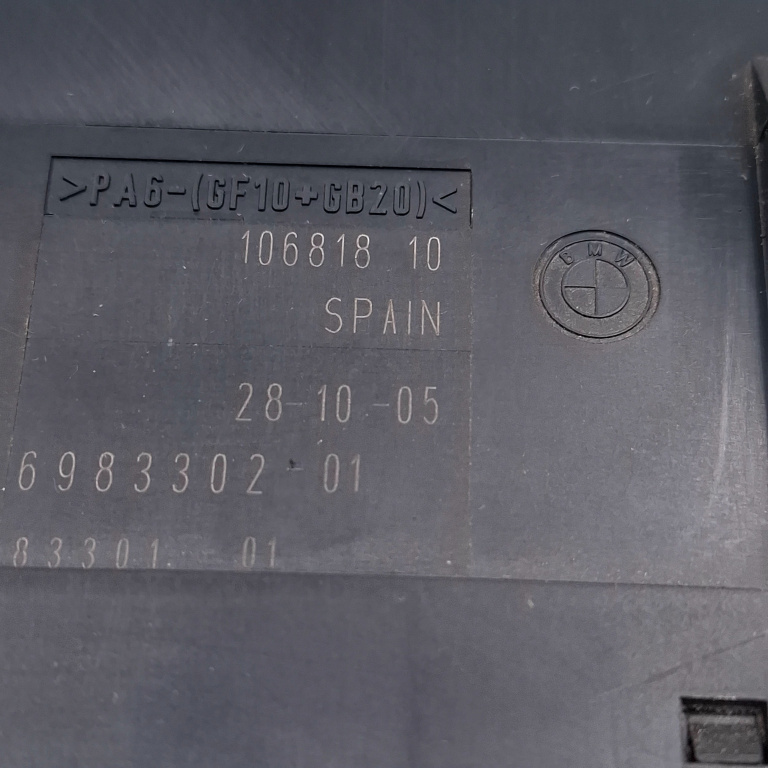 >PA6-(GF10+GB20)<
106818 10
BMW
SPAIN
28-10-05
6983302-01
83301 01